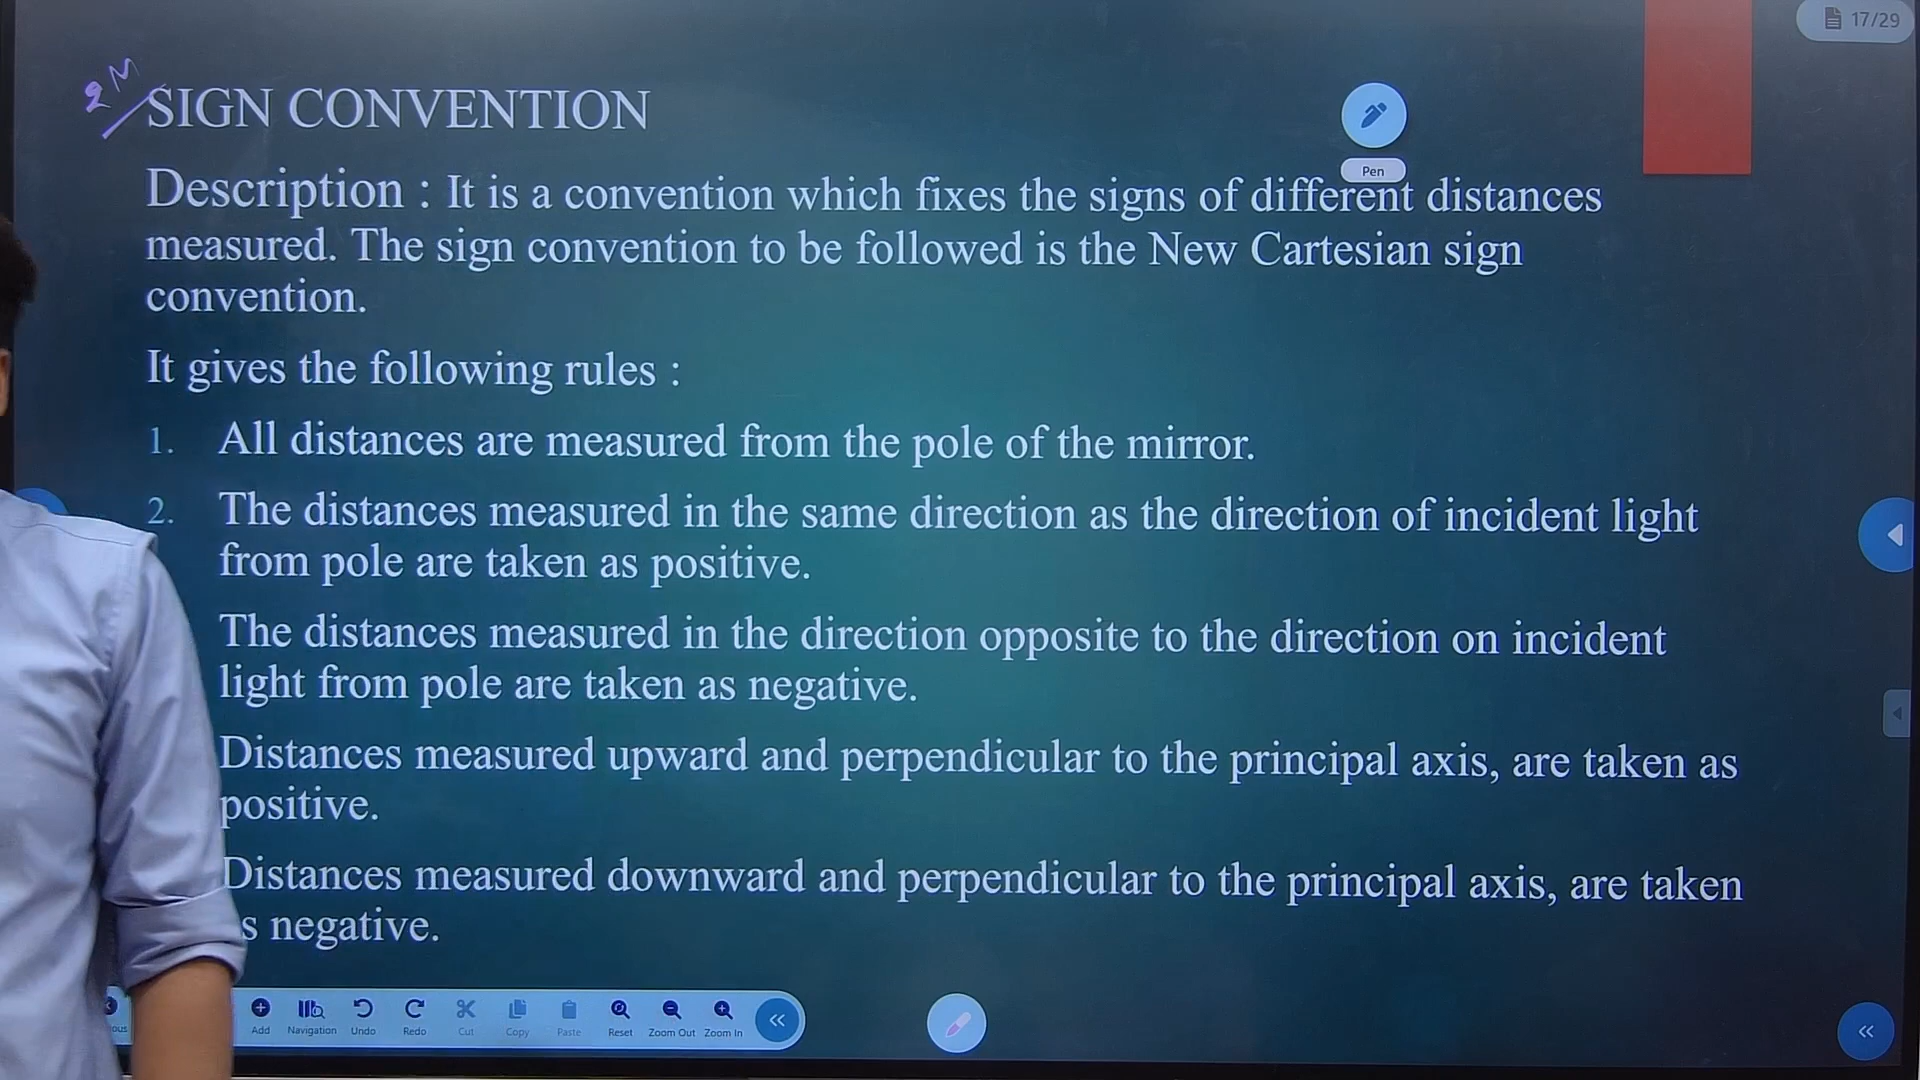 17/29
2M
SIGN CONVENTION
Pen
Description : It is a convention which fixes the signs of different distances
measured. The sign convention to be followed is the New Cartesian sign
convention.
It gives the following rules :
1. All distances are measured from the pole of the mirror.
2. The distances measured in the same direction as the direction of incident light
from pole are taken as positive.
The distances measured in the direction opposite to the direction on incident
light from pole are taken as negative.
Distances measured upward and perpendicular to the principal axis, are taken as
positive.
Distances measured downward and perpendicular to the principal axis, are taken
s negative.
ous Add Navigation Undo Redo Cut Copy Paste Reset Zoom Out Zoom In